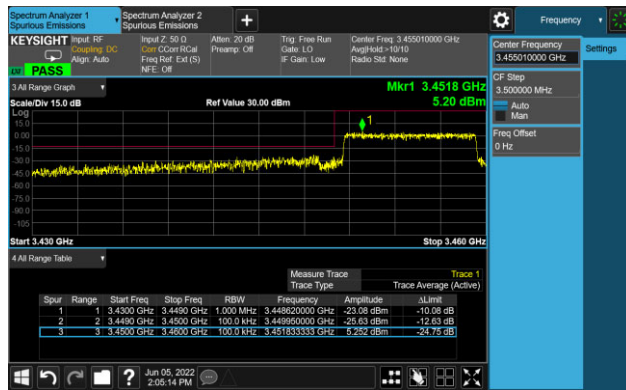 Spectrum Analyzer 1
Spurious Emissions
Spectrum Analyzer 2
Spurious Emissions
+
Frequency
KEYSIGHT
Input: RF
Coupling: DC
Align: Auto
Input Z: 50 Ω
Corr CCorr RCal
Freq Ref: Ext (S)
NFE: Off
Atten: 20 dB
Preamp: Off
Trig: Free Run
Gate: LO
IF Gain: Low
Center Freq: 3.455010000 GHz
Avg|Hold:>10/10
Radio Std: None
PASS
Center Frequency
3.455010000 GHz
Settings
CF Step
3.500000 MHz
Auto
Man
Freq Offset
0 Hz
3 All Range Graph
Mkr1 3.4518 GHz
5.20 dBm
Scale/Div 15.0 dB
Ref Value 30.00 dBm
Log
15.0
0.00
-15.0
-30.0
-45.0
-60.0
-75.0
-90.0
-105
1
Start 3.430 GHz
Stop 3.460 GHz
4 All Range Table
Measure Trace Trace 1
Trace Type Trace Average (Active)
Spur Range Start Freq Stop Freq RBW Frequency Amplitude ΔLimit
1 1 3.4300 GHz 3.4490 GHz 1.000 MHz 3.448620000 GHz -23.08 dBm -10.08 dB
2 2 3.4490 GHz 3.4500 GHz 100.0 kHz 3.449950000 GHz -25.63 dBm -12.63 dB
3 3 3.4500 GHz 3.4600 GHz 100.0 kHz 3.451833333 GHz 5.252 dBm -24.75 dB
?
Jun 05, 2022
2:05:14 PM